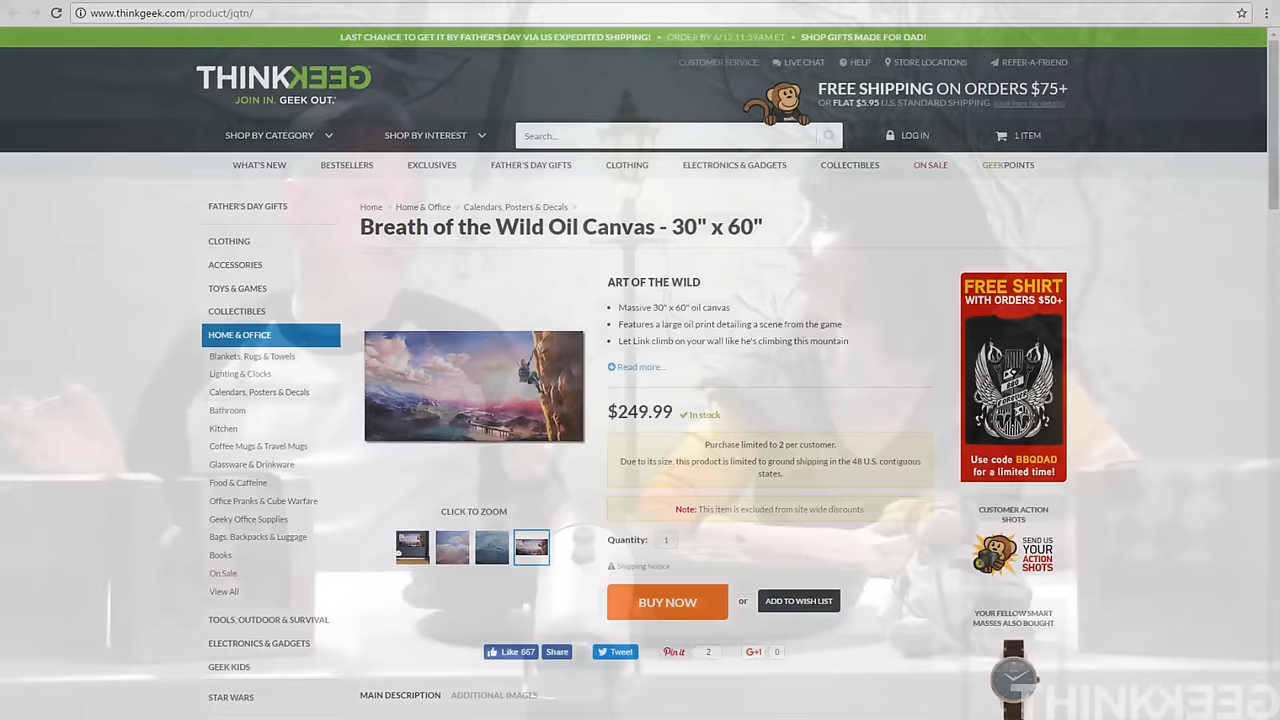 www.thinkgeek.com/product/jqtn/
LAST CHANCE TO GET IT BY FATHER'S DAY VIA US EXPEDITED SHIPPING! • ORDER BY 6/12 11:59AM ET • SHOP GIFTS MADE FOR DAD!
CUSTOMER SERVICE LIVE CHAT HELP STORE LOCATIONS REFER-A-FRIEND
THINKGEEK
JOIN IN. GEEK OUT.
FREE SHIPPING ON ORDERS $75+
OR FLAT $5.95 U.S. STANDARD SHIPPING (click here for details)
meh.
SHOP BY CATEGORY SHOP BY INTEREST Search... LOG IN 1 ITEM
WHAT'S NEW BESTSELLERS EXCLUSIVES FATHER'S DAY GIFTS CLOTHING ELECTRONICS & GADGETS COLLECTIBLES ON SALE GEEKPOINTS
FATHER'S DAY GIFTS
CLOTHING
ACCESSORIES
TOYS & GAMES
COLLECTIBLES
HOME & OFFICE
Blankets, Rugs & Towels
Lighting & Clocks
Calendars, Posters & Decals
Bathroom
Kitchen
Coffee Mugs & Travel Mugs
Glassware & Drinkware
Food & Caffeine
Office Pranks & Cube Warfare
Geeky Office Supplies
Bags, Backpacks & Luggage
Books
On Sale
View All
TOOLS, OUTDOOR & SURVIVAL
ELECTRONICS & GADGETS
GEEK KIDS
STAR WARS
Home > Home & Office > Calendars, Posters & Decals >
Breath of the Wild Oil Canvas - 30" x 60"
ART OF THE WILD
• Massive 30" x 60" oil canvas
• Features a large oil print detailing a scene from the game
• Let Link climb on your wall like he's climbing this mountain
Read more...
$249.99 In stock
Purchase limited to 2 per customer.
Due to its size, this product is limited to ground shipping in the 48 U.S. contiguous
states.
Note: This item is excluded from site wide discounts
CLICK TO ZOOM
Quantity: 1
Shipping Notice
BUY NOW or ADD TO WISH LIST
Like 667 Share Tweet Pin it 2 G+1 0
MAIN DESCRIPTION ADDITIONAL IMAGES
FREE SHIRT
WITH ORDERS $50+
BBQ
FOREVER
Use code BBQDAD
for a limited time!
CUSTOMER ACTION
SHOTS
SEND US
YOUR
ACTION
SHOTS
YOUR FELLOW SMART
MASSES ALSO BOUGHT
THINKGEEK